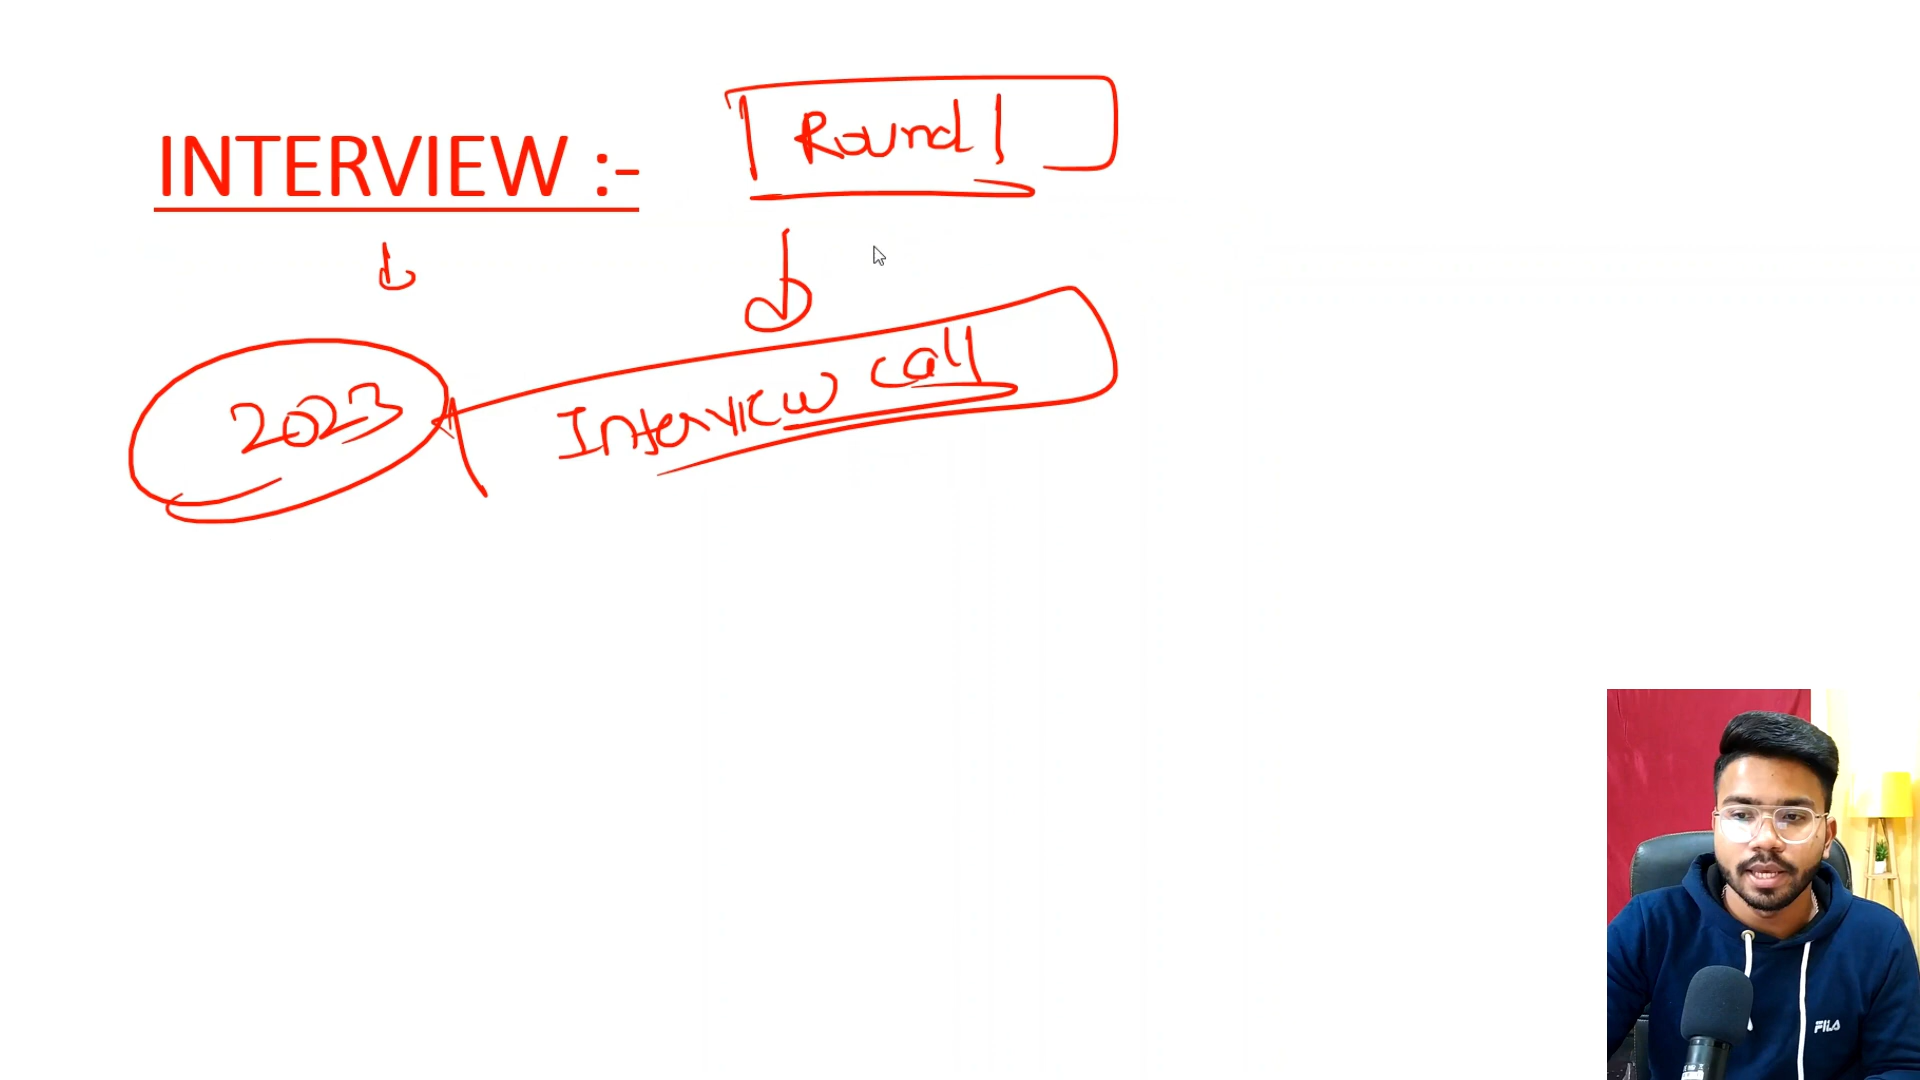 INTERVIEW :-
Round 1
2023
Interview call
FILA